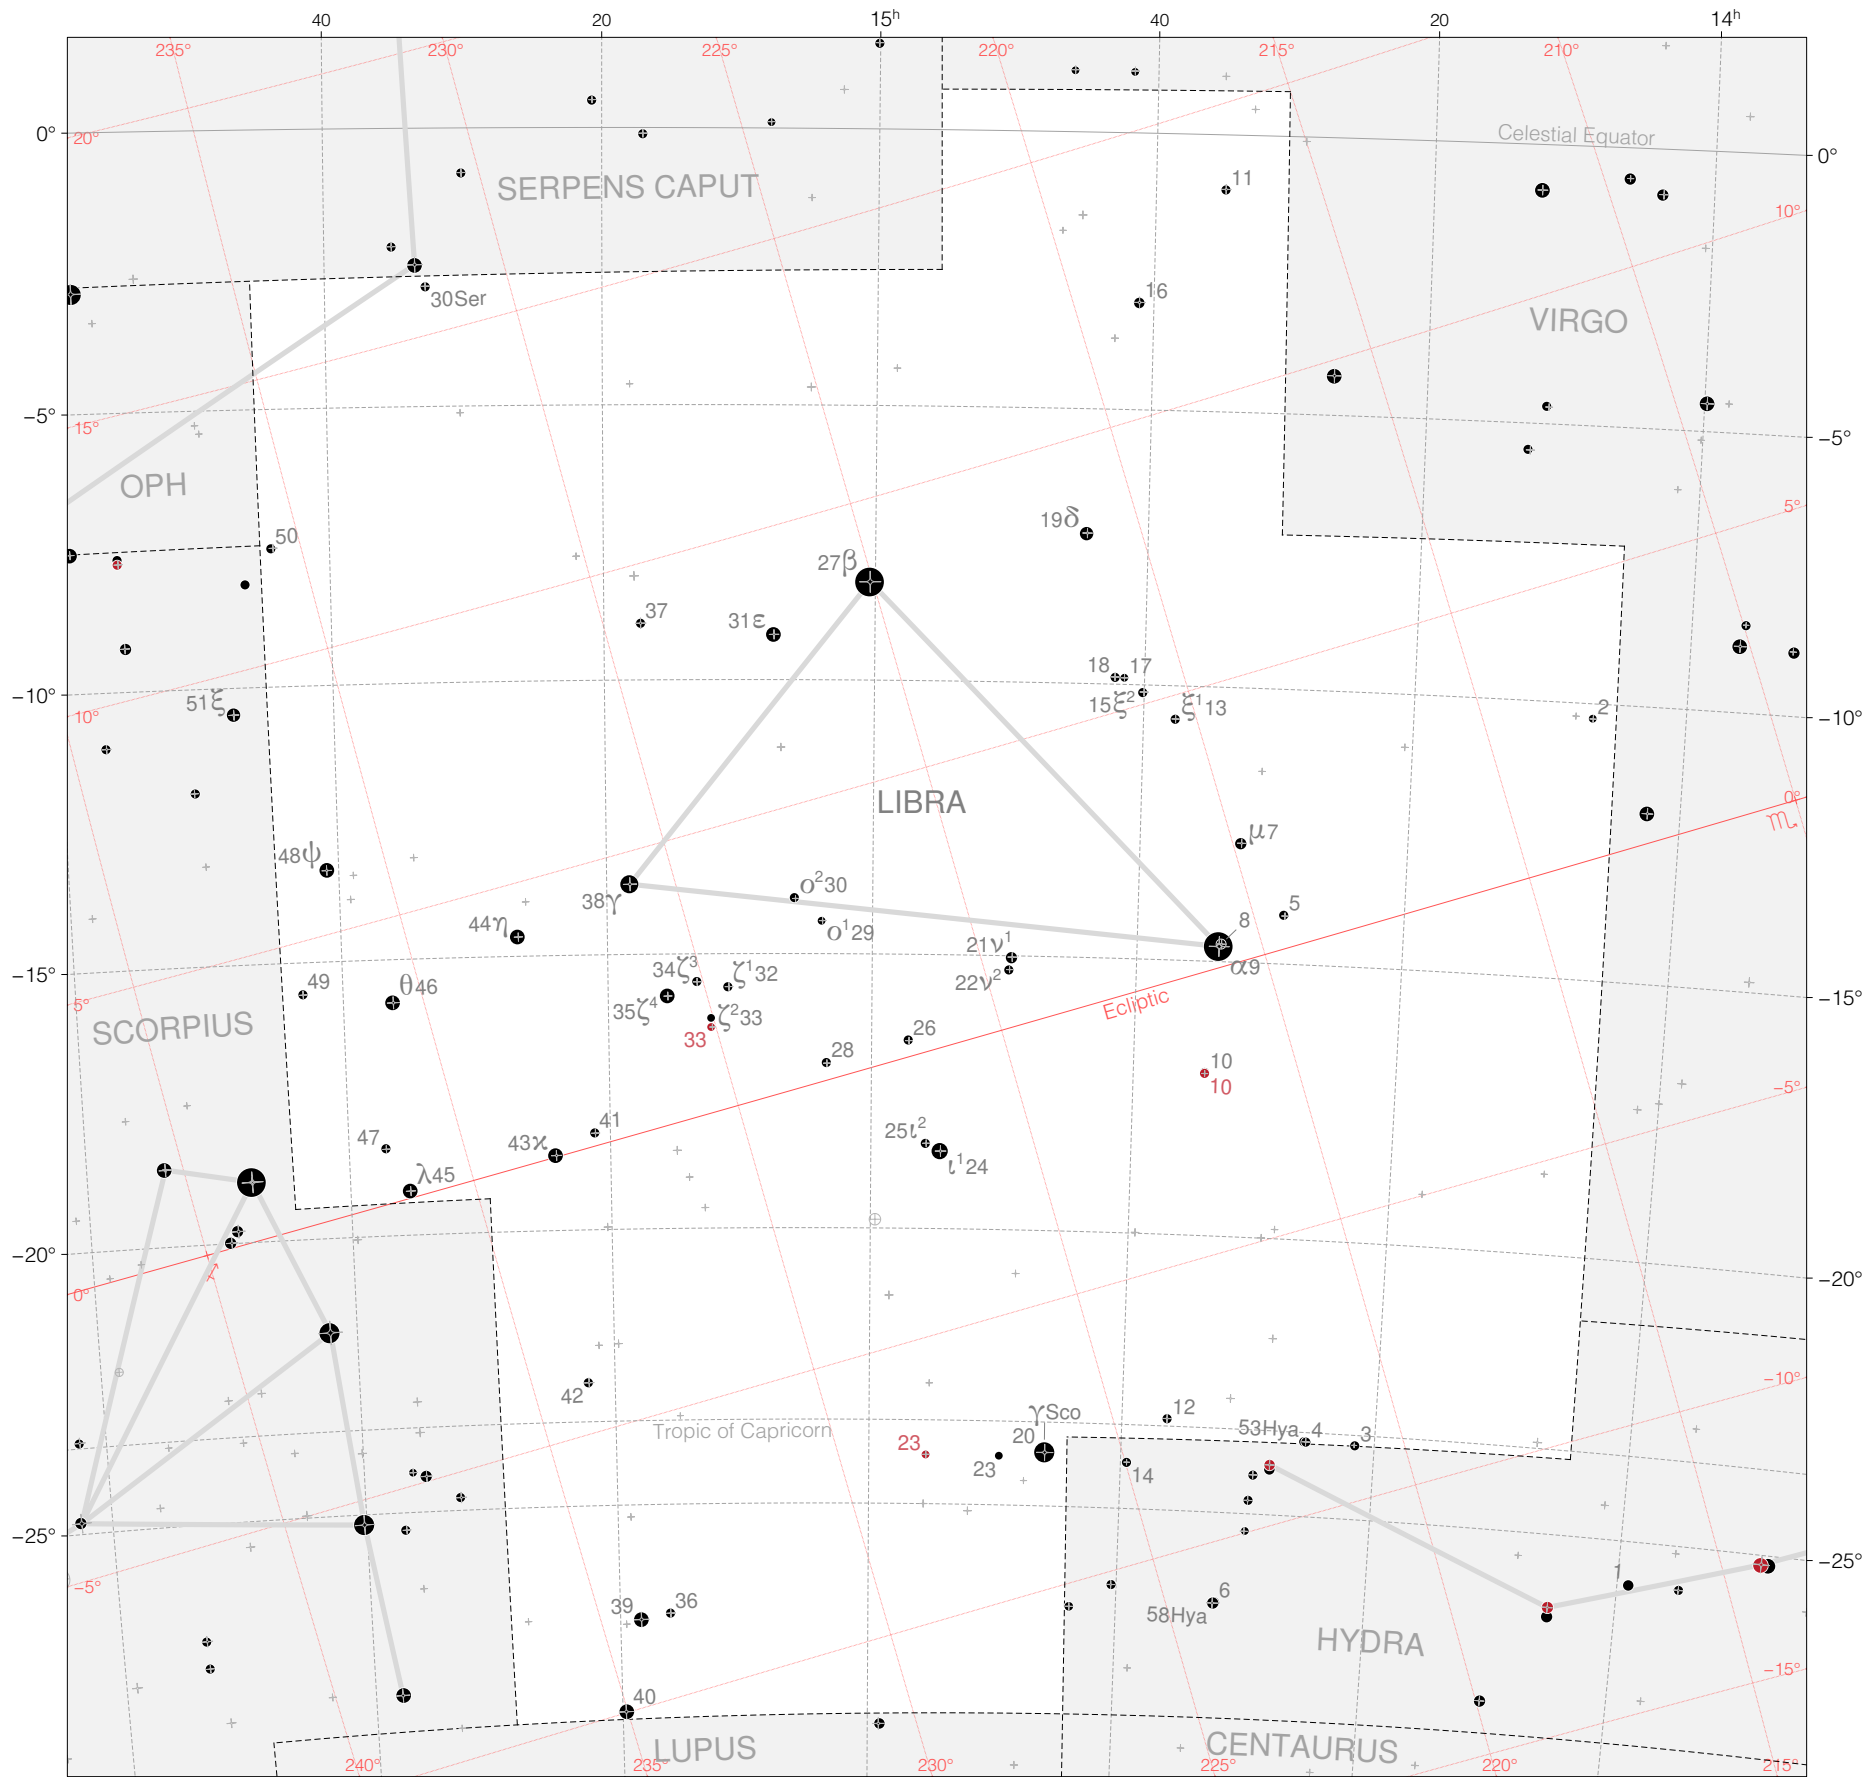 40 20 15h 40 20 14h
235° 230° 225° 220° 215° 210°
0° 20° Celestial Equator 0°
SERPENS CAPUT 11
10°
30Ser 16
VIRGO
−5° 15° −5°
OPH
5°
50 19δ
27β
37 31ε
18 17
−10° 10° 51ξ 15ξ2 ξ113 2 −10°
LIBRA 0°
♏
μ7
48ψ
ο230
38γ
44η ο129 5
8
21ν1
α9
−15° 34ζ3 ζ132 22ν2 −15°
49 θ46
5° 35ζ4 ζ233 Ecliptic
SCORPIUS
33 26
28 10
10 −5°
41
47 43κ 25ι2
λ45 ι124
−20° ♐ −20°
0°
42 −10°
γSco 12
Tropic of Capricorn 20 53Hya 4 3
23 23 14
−25° −25°
−5° 1
39 36 6
58Hya
HYDRA
−15°
40
LUPUS CENTAURUS
240° 235° 230° 225° 220° 215°